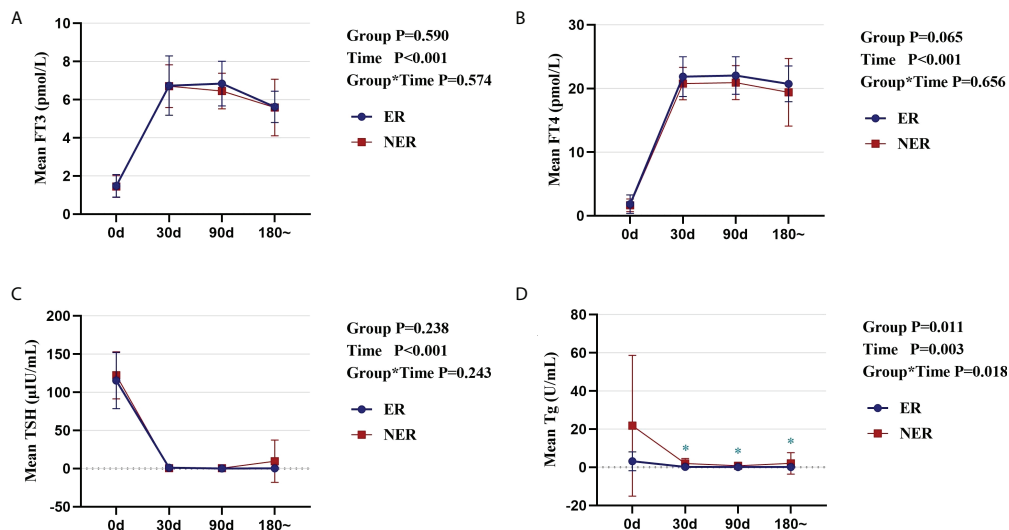 A
Mean FT3 (pmol/L)
10
8
6
4
2
0
0d 30d 90d 180~
Group P=0.590
Time P<0.001
Group*Time P=0.574
ER
NER
B
Mean FT4 (pmol/L)
30
20
10
0
0d 30d 90d 180~
Group P=0.065
Time P<0.001
Group*Time P=0.656
ER
NER
C
Mean TSH (μIU/mL)
200
150
100
50
0
-50
0d 30d 90d 180~
Group P=0.238
Time P<0.001
Group*Time P=0.243
ER
NER
D
Mean Tg (U/mL)
80
60
40
20
0
-20
* * *
0d 30d 90d 180~
Group P=0.011
Time P=0.003
Group*Time P=0.018
ER
NER